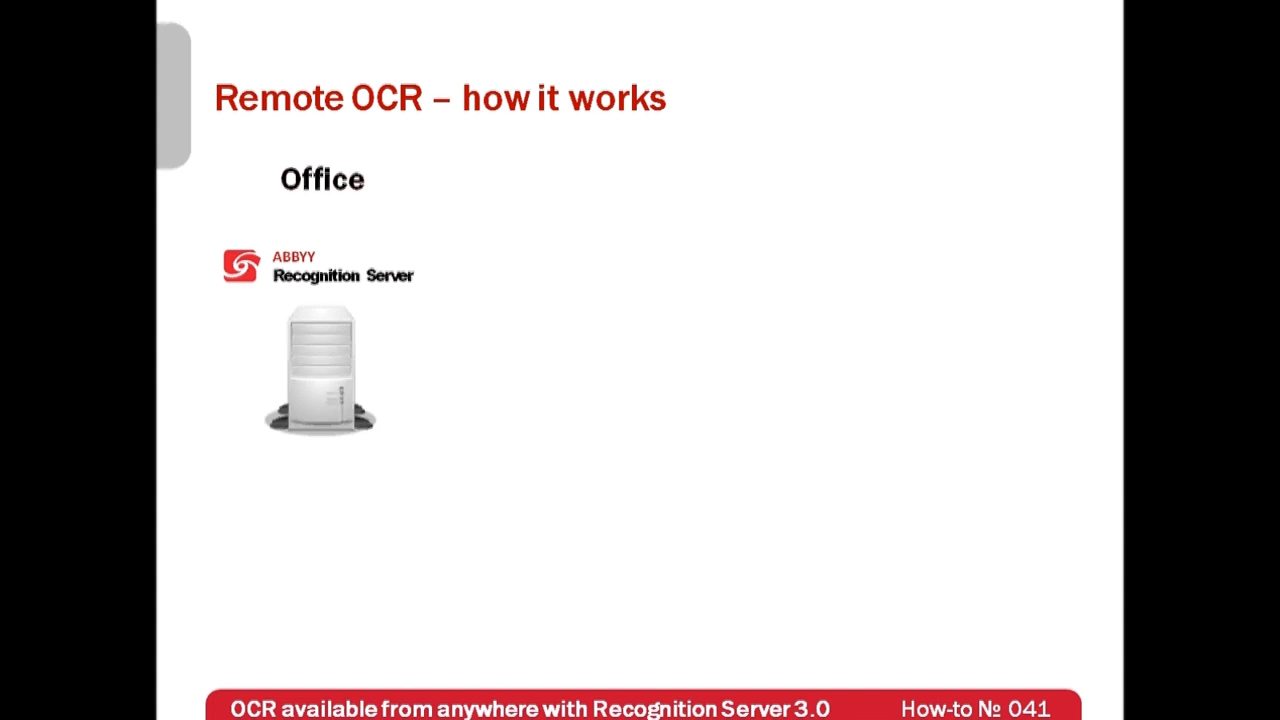 Remote OCR – how it works
Office
ABBYY
Recognition Server
OCR available from anywhere with Recognition Server 3.0
How-to № 041